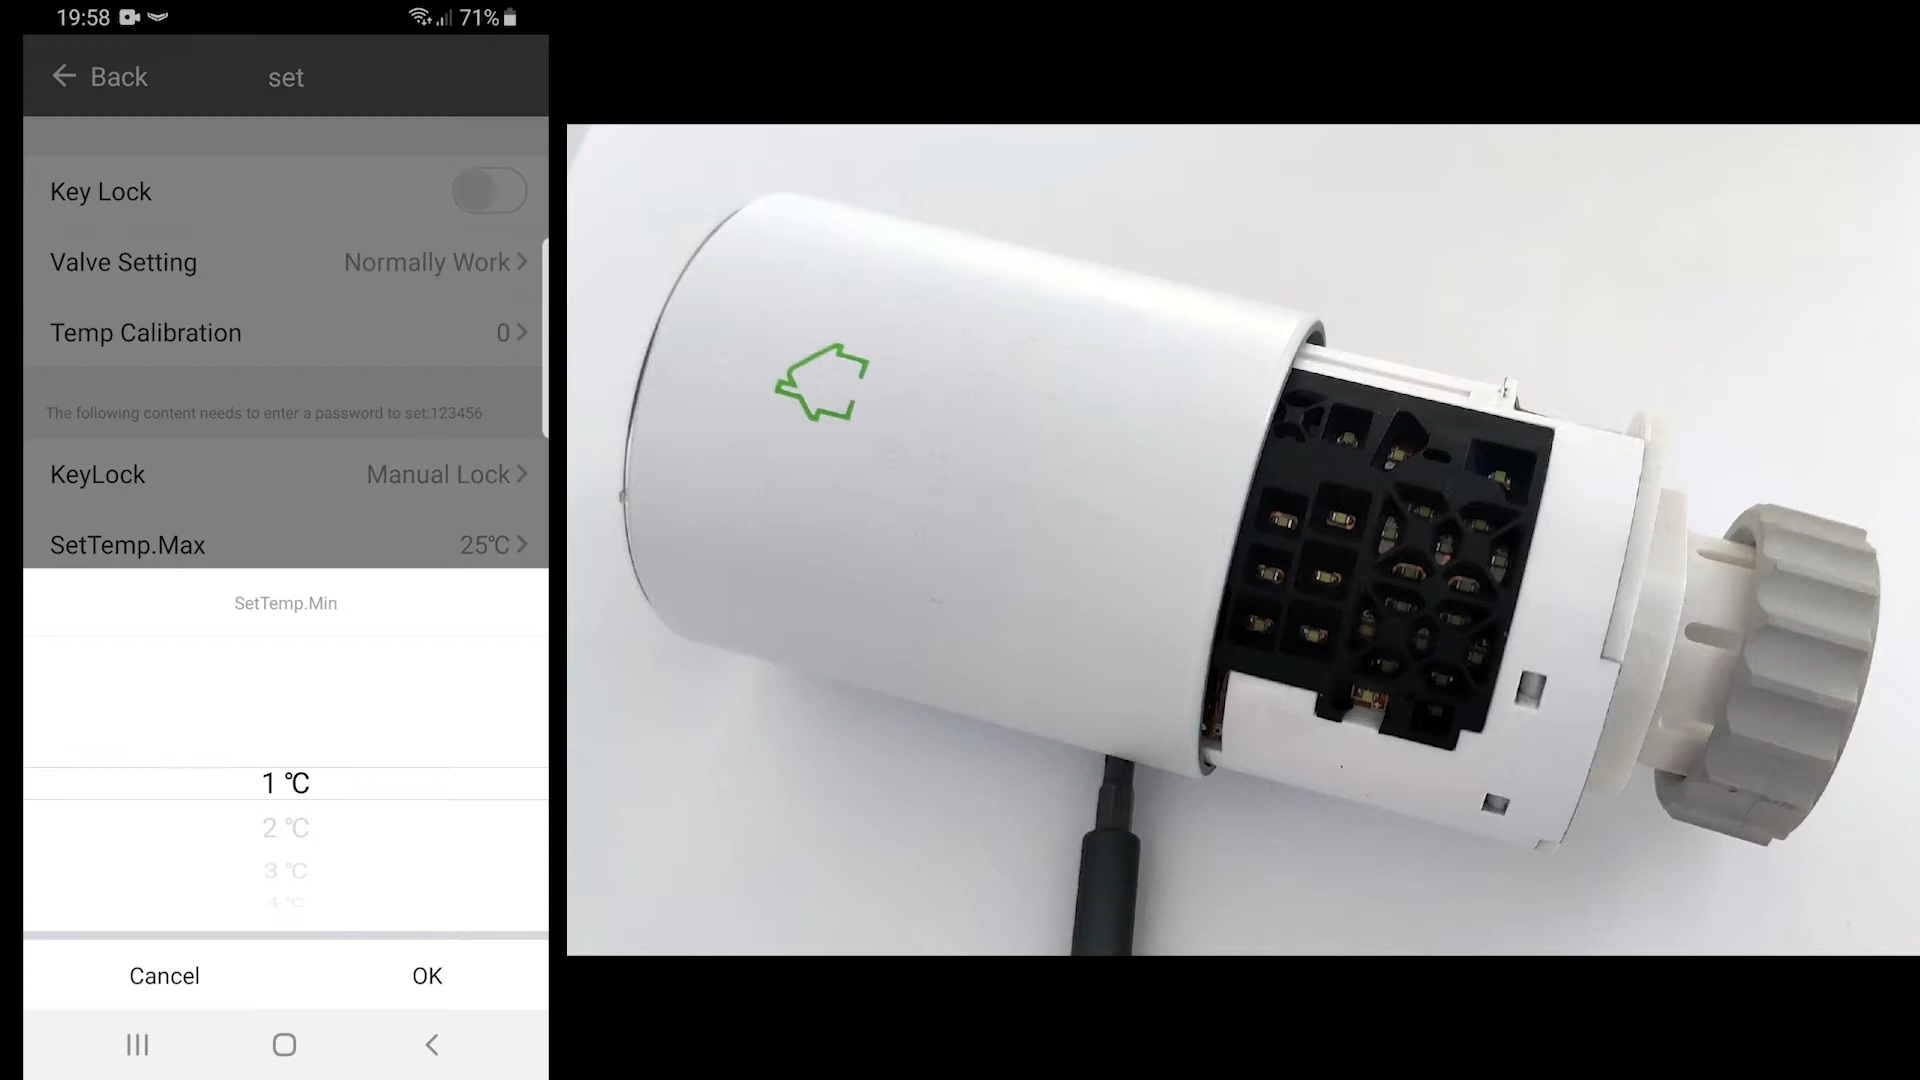 19:58
71%
Back
set
Key Lock
Valve Setting Normally Work
Temp Calibration 0
The following content needs to enter a password to set:123456
KeyLock Manual Lock
SetTemp.Max 25℃
SetTemp.Min
1 ℃
2 ℃
3 ℃
4 ℃
Cancel OK